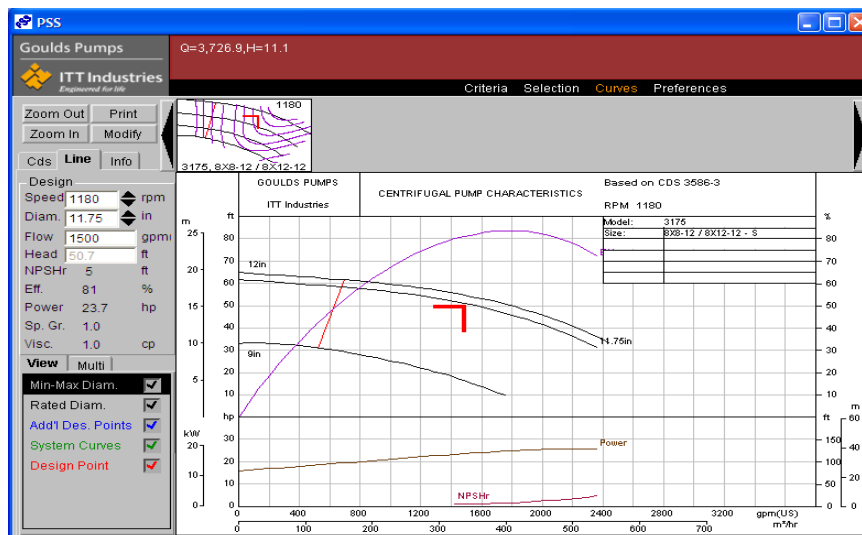 PSS
Goulds Pumps
ITT Industries
Engineered for life
Q=3,726.9,H=11.1
Criteria Selection Curves Preferences
Zoom Out Print
Zoom In Modify
Cds Line Info
1180
3175, 8X8-12 / 8X12-12
Design
Speed 1180 rpm
Diam. 11.75 in
Flow 1500 gpm
Head 50.7 ft
NPSHr 5 ft
Eff. 81 %
Power 23.7 hp
Sp. Gr. 1.0
Visc. 1.0 cp
View Multi
Min-Max Diam.
Rated Diam.
Add'l Des. Points
System Curves
Design Point
GOULDS PUMPS
ITT Industries
CENTRIFUGAL PUMP CHARACTERISTICS
Based on CDS 3586-3
RPM 1180
Model: 3175
Size: 8X8-12 / 8X12-12 - S
m ft %
25 80 80
70 70
20 60 60
15 50 50
40 40
10 30 30
20 20
5 10 10
hp ft m
12in
11.75in
9in
kW
20 30 150 60
40
10 20 100
10 50 20
0 0 0 0
Power
NPSHr
0 400 800 1200 1600 2000 2400 gpm(US)
0 100 200 300 400 500 600 700 m³/hr